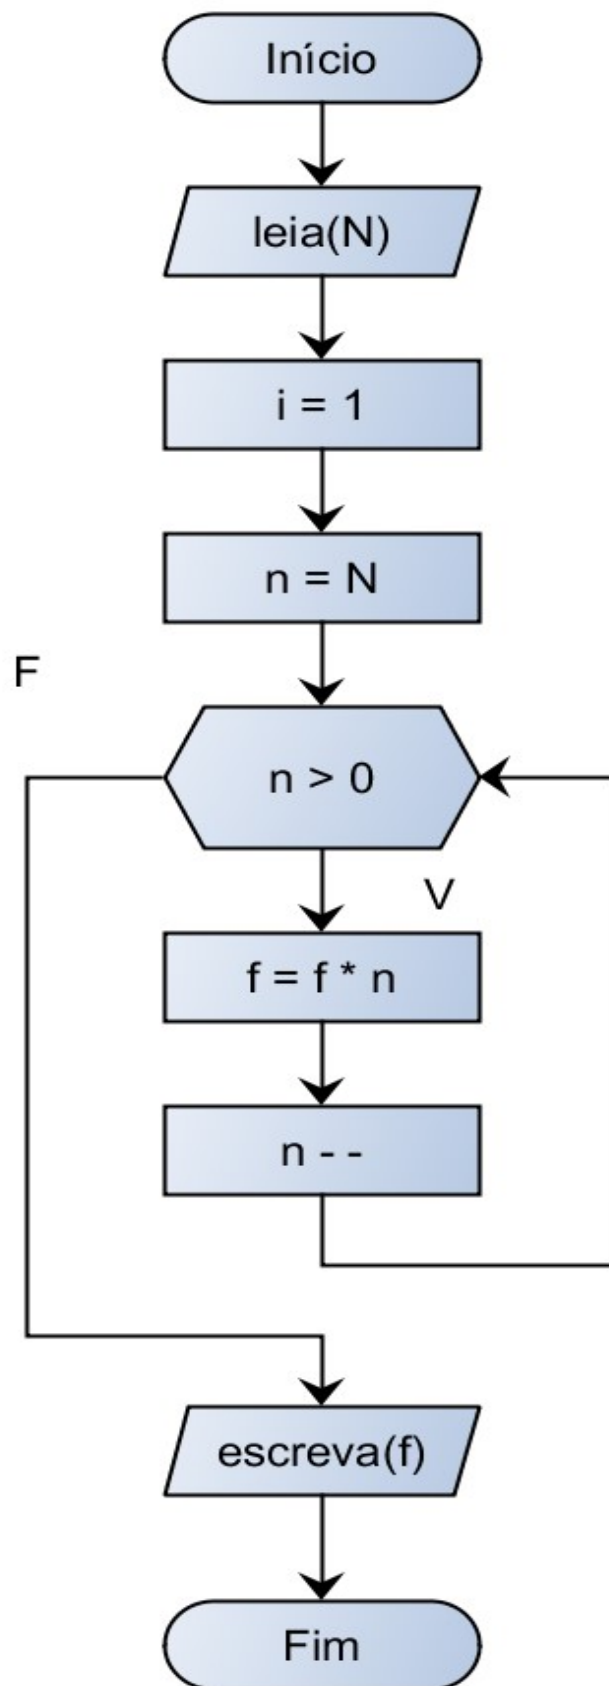 Início
leia(N)
i = 1
n = N
F
n > 0
V
f = f * n
n - -
escreva(f)
Fim